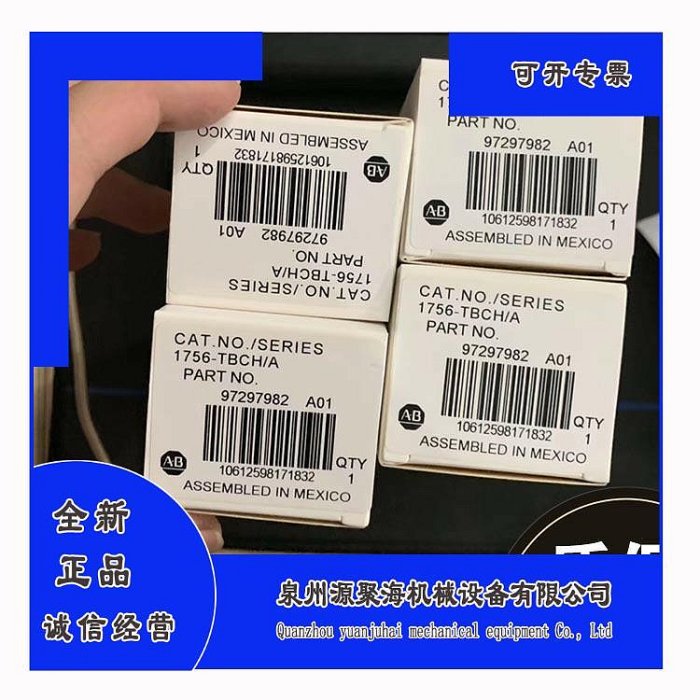 可开专票
ASSEMBLED IN MEXICO
10612598171832
QTY
1
AB
97297982 A01
PART NO.
1756-TBCH/A
CAT.NO./SERIES
PART NO.
97297982 A01
AB
10612598171832
QTY
1
ASSEMBLED IN MEXICO
CAT.NO./SERIES
1756-TBCH/A
PART NO.
97297982 A01
AB
10612598171832
QTY
1
ASSEMBLED IN MEXICO
CAT.NO./SERIES
1756-TBCH/A
PART NO.
97297982 A01
AB
10612598171832
QTY
1
ASSEMBLED IN MEXICO
全新
正品
诚信经营
泉州源聚海机械设备有限公司
Quanzhou yuanjuhai mechanical equipment Co., Ltd